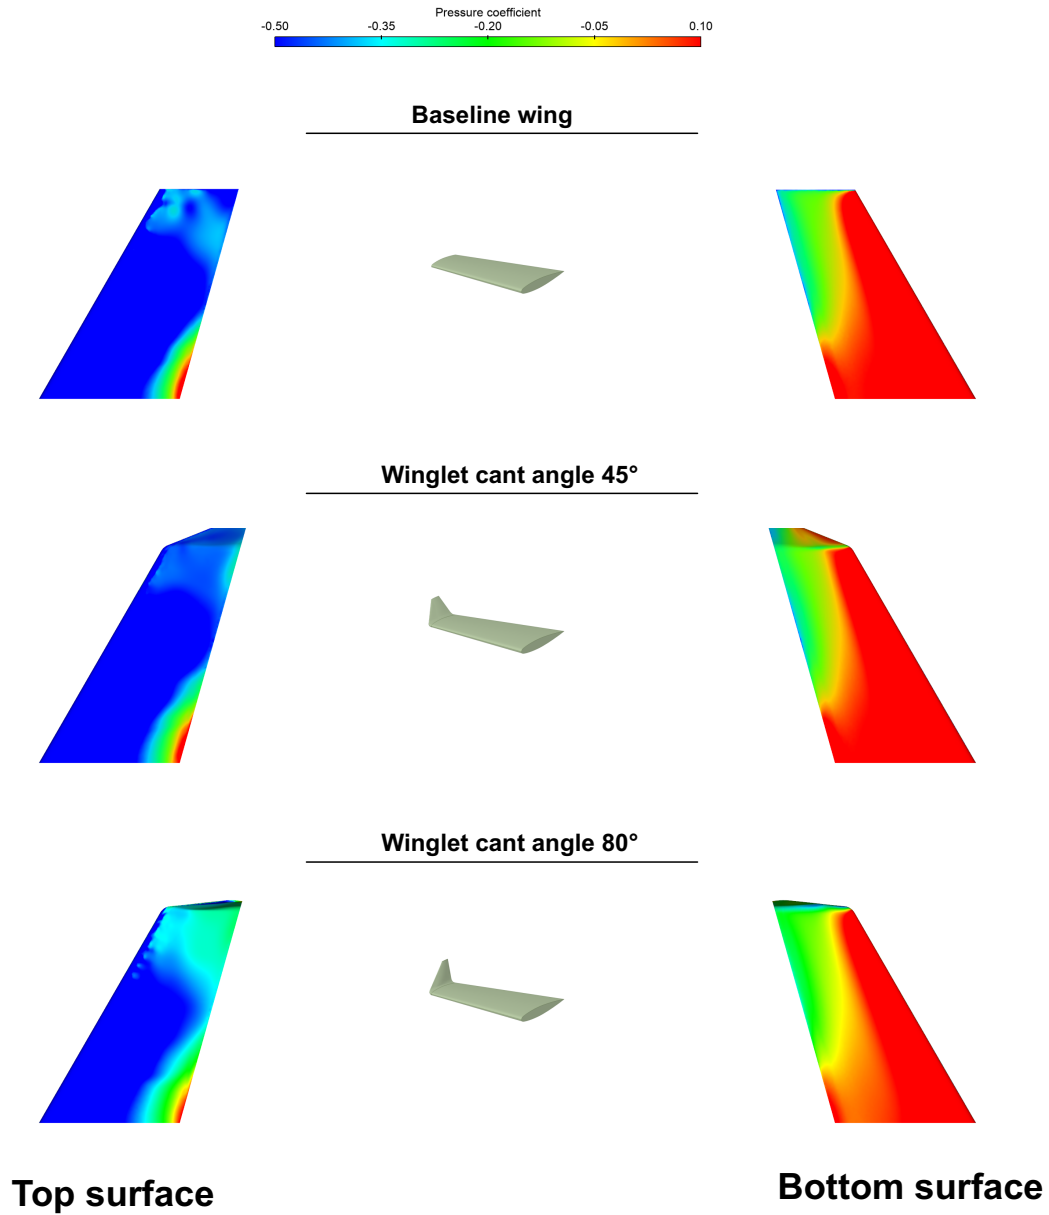 Pressure coefficient
-0.50 -0.35 -0.20 -0.05 0.10
Baseline wing
Winglet cant angle 45°
Winglet cant angle 80°
Top surface
Bottom surface